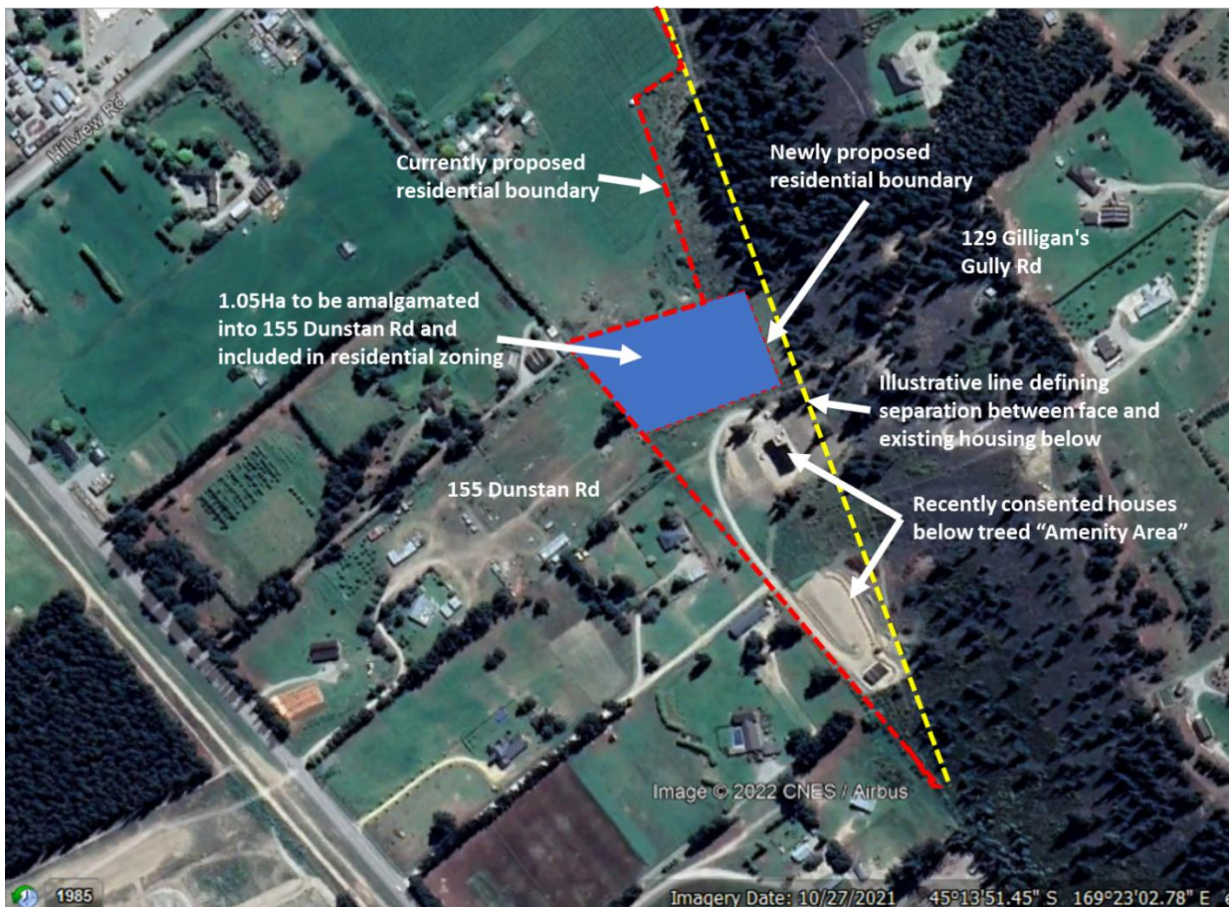 Hillview Rd
Currently proposed
residential boundary
Newly proposed
residential boundary
129 Gilligan's
Gully Rd
1.05Ha to be amalgamated
into 155 Dunstan Rd and
included in residential zoning
Illustrative line defining
separation between face and
existing housing below
155 Dunstan Rd
Recently consented houses
below treed “Amenity Area”
Image © 2022 CNES / Airbus
1985
Imagery Date: 10/27/2021 45°13'51.45" S 169°23'02.78" E